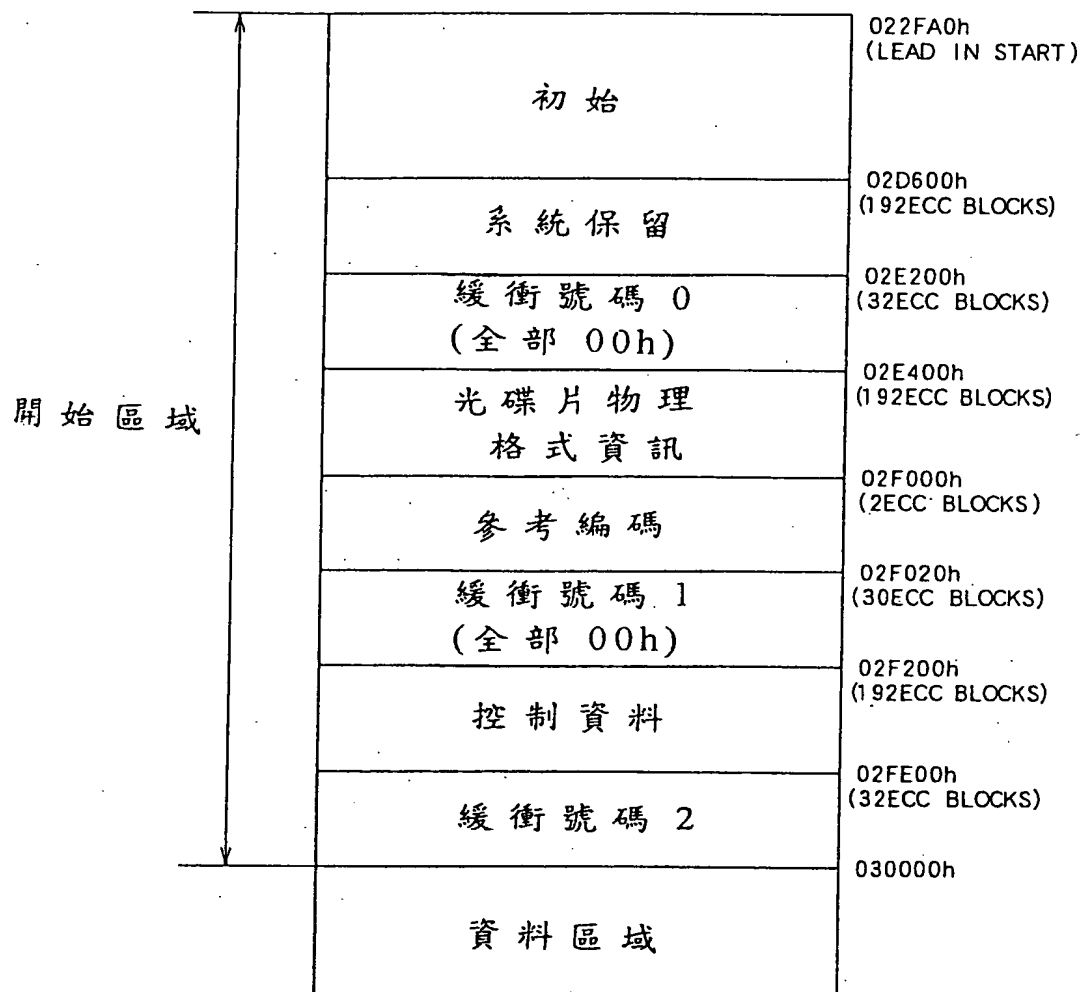 022FA0h
(LEAD IN START)
初始
02D600h
(192ECC BLOCKS)
系統保留
02E200h
(32ECC BLOCKS)
緩衝號碼 0
(全部 00h)
02E400h
(192ECC BLOCKS)
光碟片物理
格式資訊
開始區域
02F000h
(2ECC BLOCKS)
參考編碼
02F020h
(30ECC BLOCKS)
緩衝號碼 1
(全部 00h)
02F200h
(192ECC BLOCKS)
控制資料
02FE00h
(32ECC BLOCKS)
緩衝號碼 2
030000h
資料區域